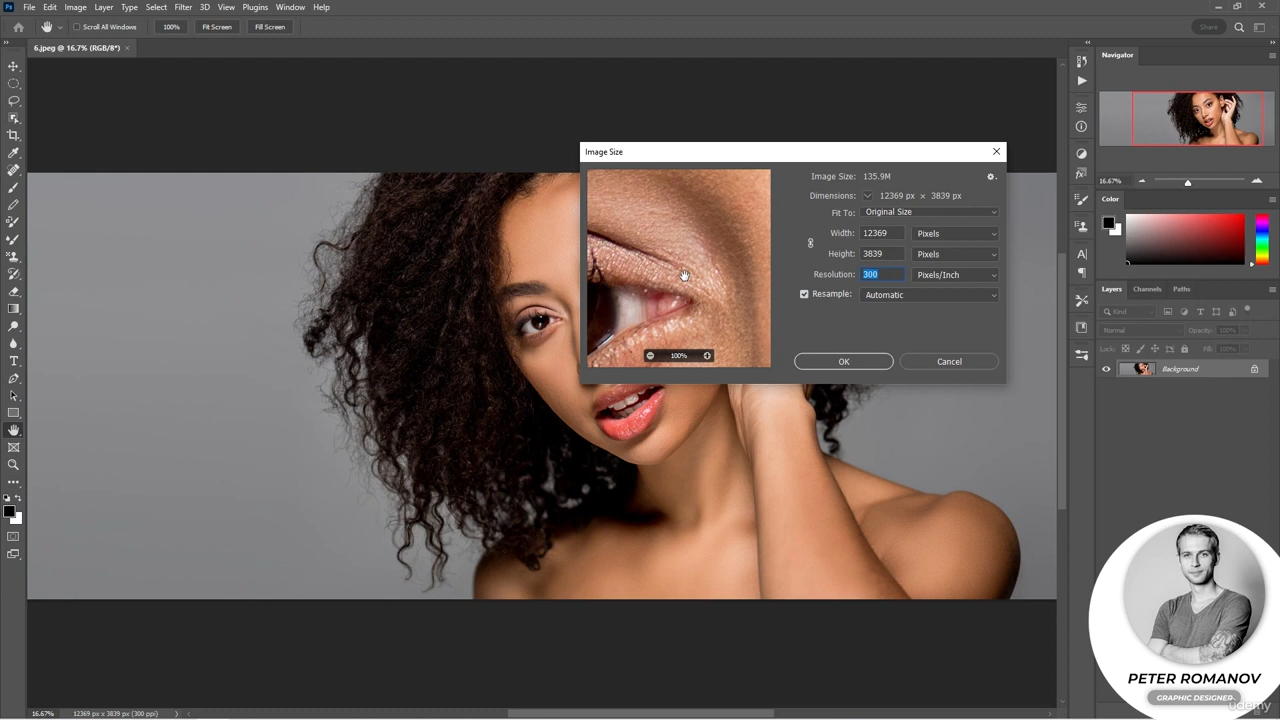 Ps File Edit Image Layer Type Select Filter 3D View Plugins Window Help
Scroll All Windows 100% Fit Screen Fill Screen Share
6.jpeg @ 16.7% (RGB/8*) ×
Navigator
16.67%
Color
Layers Channels Paths
Kind
Normal Opacity: 100%
Lock: Fill: 100%
Background
Image Size
Image Size: 135.9M
Dimensions: 12369 px × 3839 px
Fit To: Original Size
Width: 12369 Pixels
Height: 3839 Pixels
Resolution: 300 Pixels/Inch
Resample: Automatic
100%
OK Cancel
PETER ROMANOV
GRAPHIC DESIGNER
udemy
16.67% 12369 px x 3839 px (300 ppi)